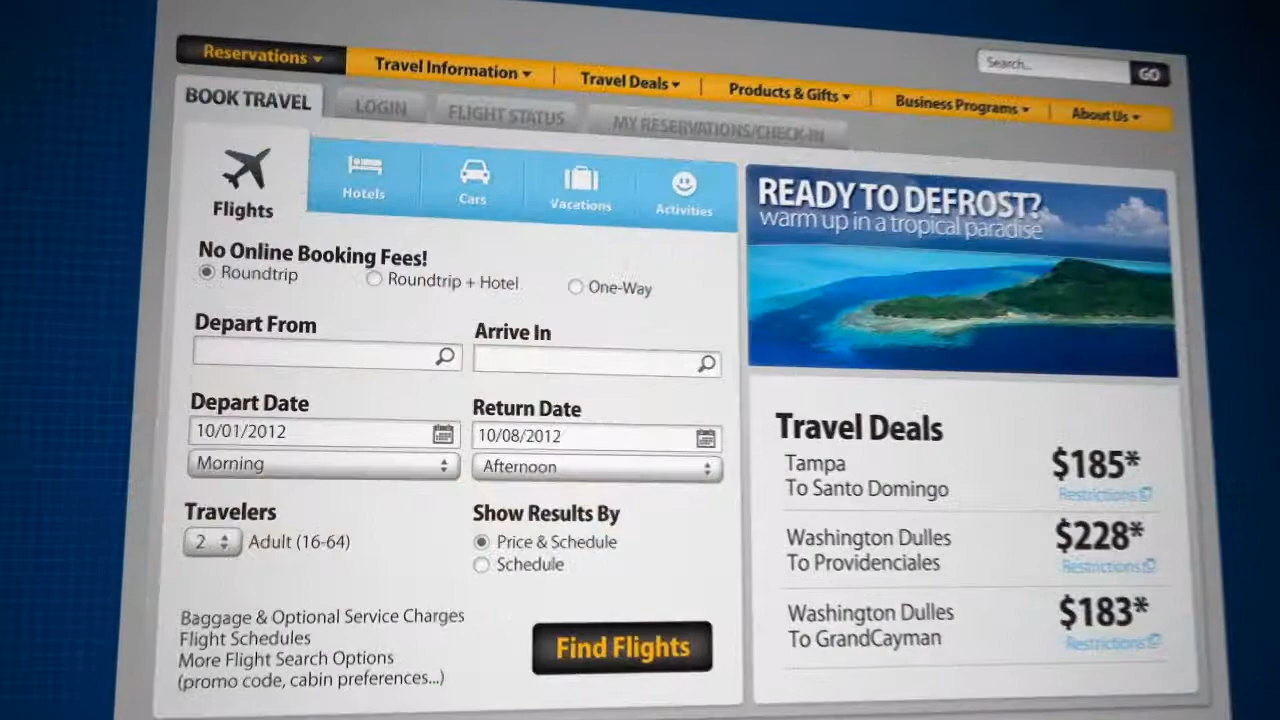 Reservations
Travel Information
Travel Deals
Products & Gifts
Business Programs
About Us
Search...
GO
BOOK TRAVEL
LOGIN
FLIGHT STATUS
MY RESERVATIONS/CHECK-IN
Flights
Hotels
Cars
Vacations
Activities
No Online Booking Fees!
Roundtrip
Roundtrip + Hotel
One-Way
Depart From
Arrive In
Depart Date
Return Date
10/01/2012
10/08/2012
Morning
Afternoon
Travelers
Show Results By
2
Adult (16-64)
Price & Schedule
Schedule
Baggage & Optional Service Charges
Flight Schedules
More Flight Search Options
(promo code, cabin preferences...)
Find Flights
READY TO DEFROST?
warm up in a tropical paradise
Travel Deals
Tampa
To Santo Domingo
$185*
Restrictions
Washington Dulles
To Providenciales
$228*
Restrictions
Washington Dulles
To GrandCayman
$183*
Restrictions